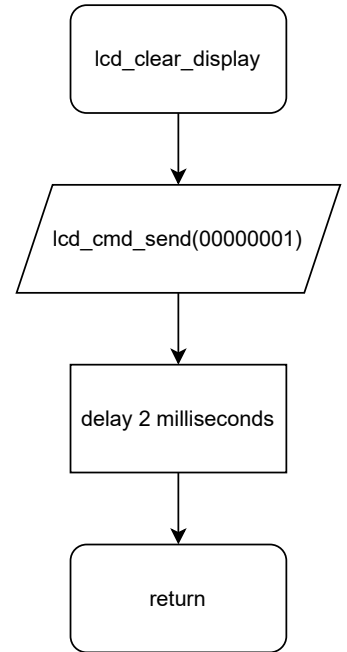 lcd_clear_display
lcd_cmd_send(00000001)
delay 2 milliseconds
return